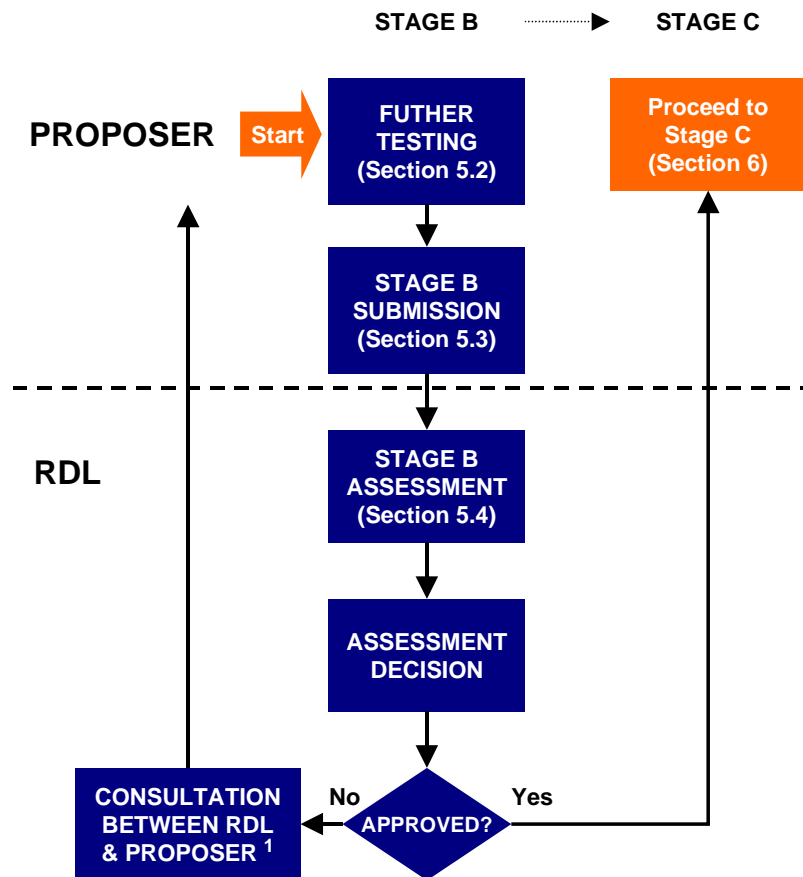 STAGE B
STAGE C
PROPOSER
Start
FUTHER
TESTING
(Section 5.2)
Proceed to
Stage C
(Section 6)
STAGE B
SUBMISSION
(Section 5.3)
RDL
STAGE B
ASSESSMENT
(Section 5.4)
ASSESSMENT
DECISION
APPROVED?
No
Yes
CONSULTATION
BETWEEN RDL
& PROPOSER 1